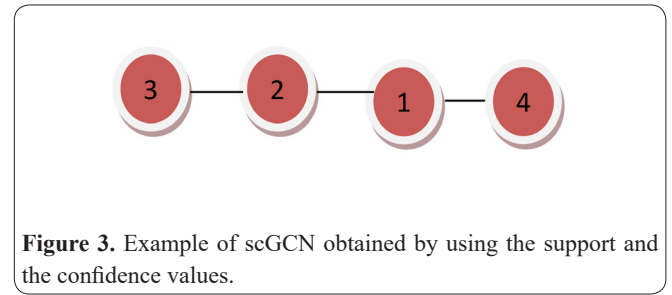 3 2 1 4
Figure 3. Example of scGCN obtained by using the support and
the confidence values.